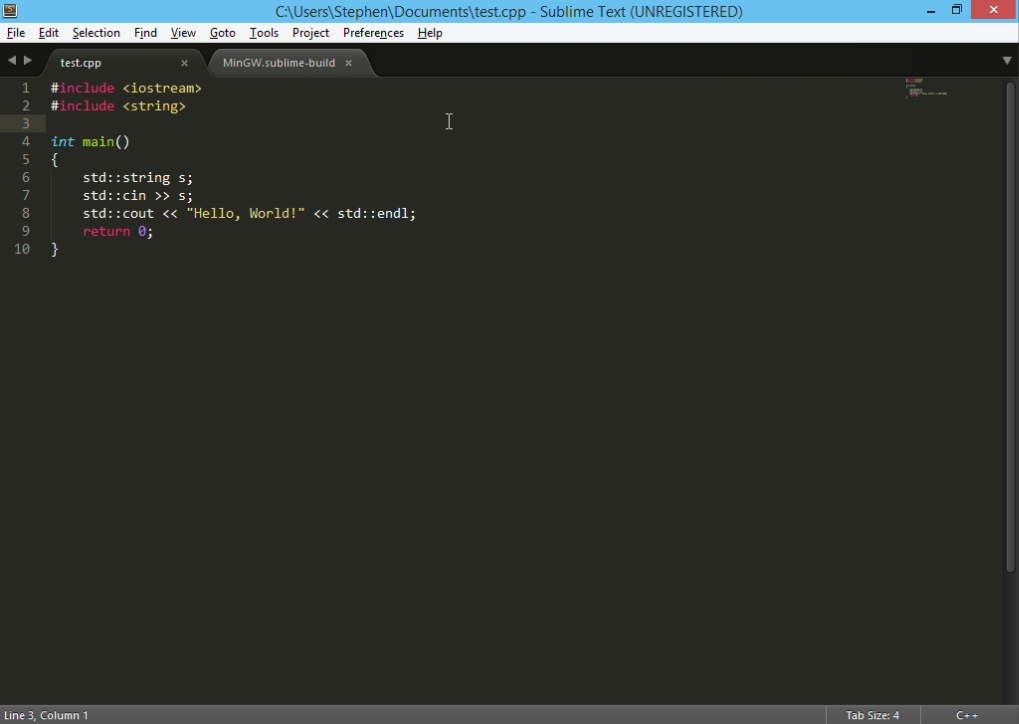 C:\Users\Stephen\Documents\test.cpp - Sublime Text (UNREGISTERED)
File Edit Selection Find View Goto Tools Project Preferences Help
test.cpp × MinGW.sublime-build ×
1 #include <iostream>
2 #include <string>
3
4 int main()
5 {
6     std::string s;
7     std::cin >> s;
8     std::cout << "Hello, World!" << std::endl;
9     return 0;
10 }
Line 3, Column 1 Tab Size: 4 C++